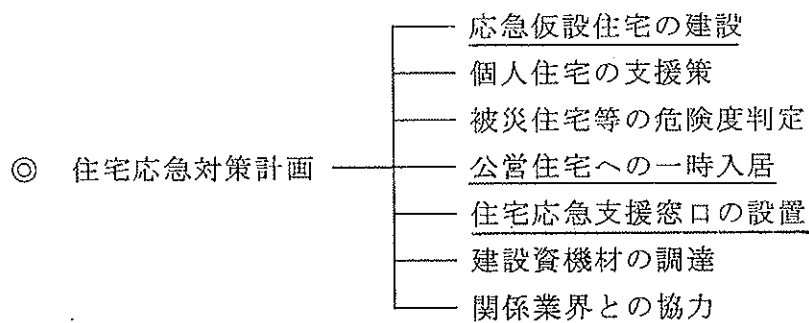 応急仮設住宅の建設
個人住宅の支援策
被災住宅等の危険度判定
◎ 住宅応急対策計画
公営住宅への一時入居
住宅応急支援窓口の設置
建設資機材の調達
関係業界との協力